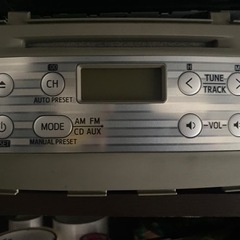 CH
H
M
TUNE
TRACK
AUTO PRESET
MODE
AM FM
CD AUX
VOL
MANUAL PRESET